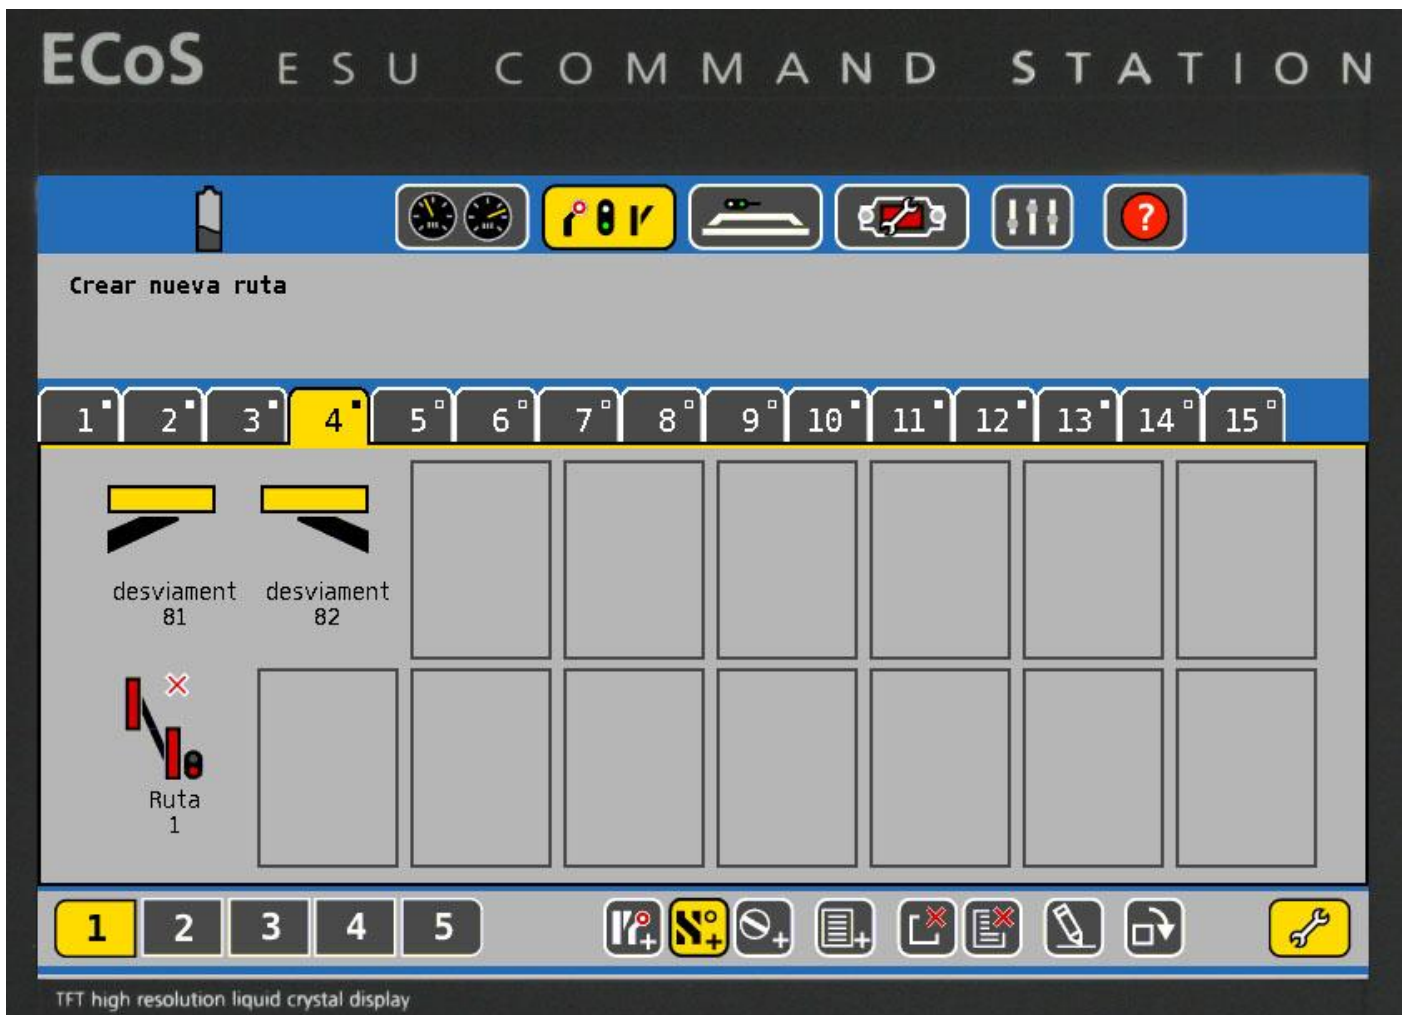 ECoS ESU COMMAND STATION
?
Crear nueva ruta
1 2 3 4 5 6 7 8 9 10 11 12 13 14 15
desviament desviament
81 82
Ruta
1
1 2 3 4 5
TFT high resolution liquid crystal display